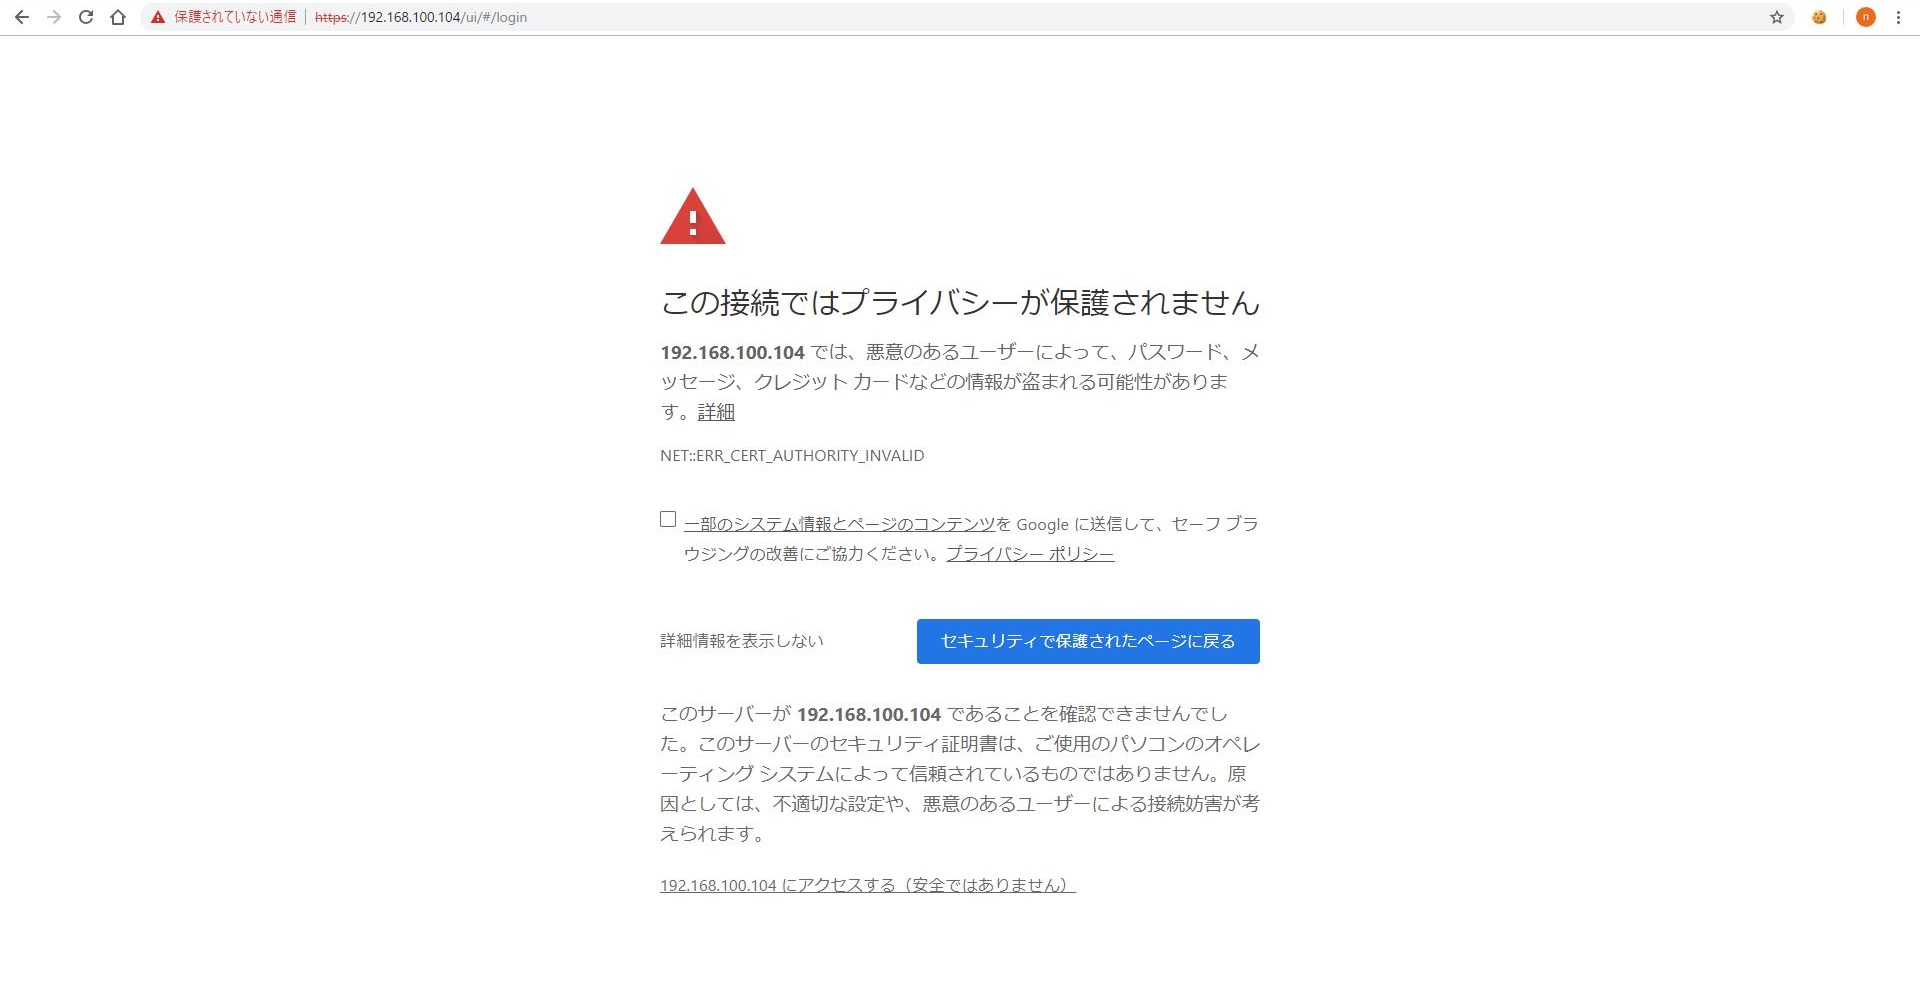 保護されていない通信 | https://192.168.100.104/ui/#/login
n
この接続ではプライバシーが保護されません
192.168.100.104 では、悪意のあるユーザーによって、パスワード、メ
ッセージ、クレジット カードなどの情報が盗まれる可能性がありま
す。詳細
NET::ERR_CERT_AUTHORITY_INVALID
一部のシステム情報とページのコンテンツを Google に送信して、セーフ ブラ
ウジングの改善にご協力ください。プライバシー ポリシー
詳細情報を表示しない
セキュリティで保護されたページに戻る
このサーバーが 192.168.100.104 であることを確認できませんでし
た。このサーバーのセキュリティ証明書は、ご使用のパソコンのオペレ
ーティング システムによって信頼されているものではありません。原
因としては、不適切な設定や、悪意のあるユーザーによる接続妨害が考
えられます。
192.168.100.104 にアクセスする（安全ではありません）